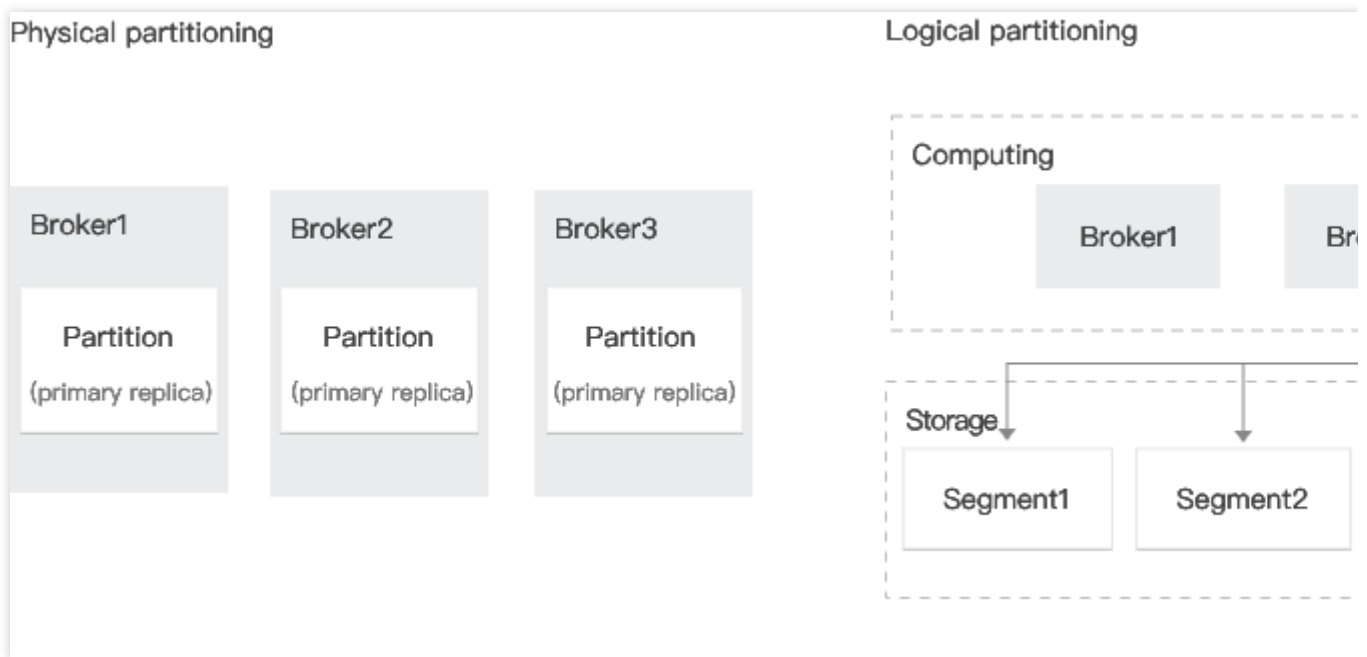 Physical partitioning
Broker1
Partition
(primary replica)
Broker2
Partition
(primary replica)
Broker3
Partition
(primary replica)
Logical partitioning
Computing
Broker1
Storage
Segment1
Segment2